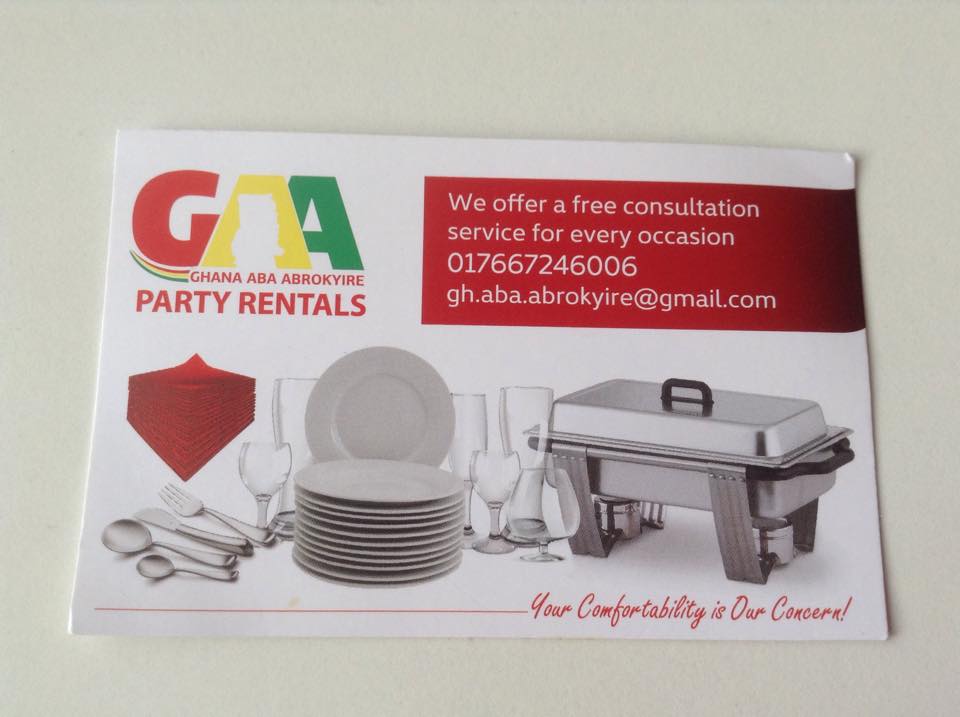 GAA
GHANA ABA ABROKYIRE
PARTY RENTALS
We offer a free consultation
service for every occasion
017667246006
gh.aba.abrokyire@gmail.com
Your Comfortability is Our Concern!